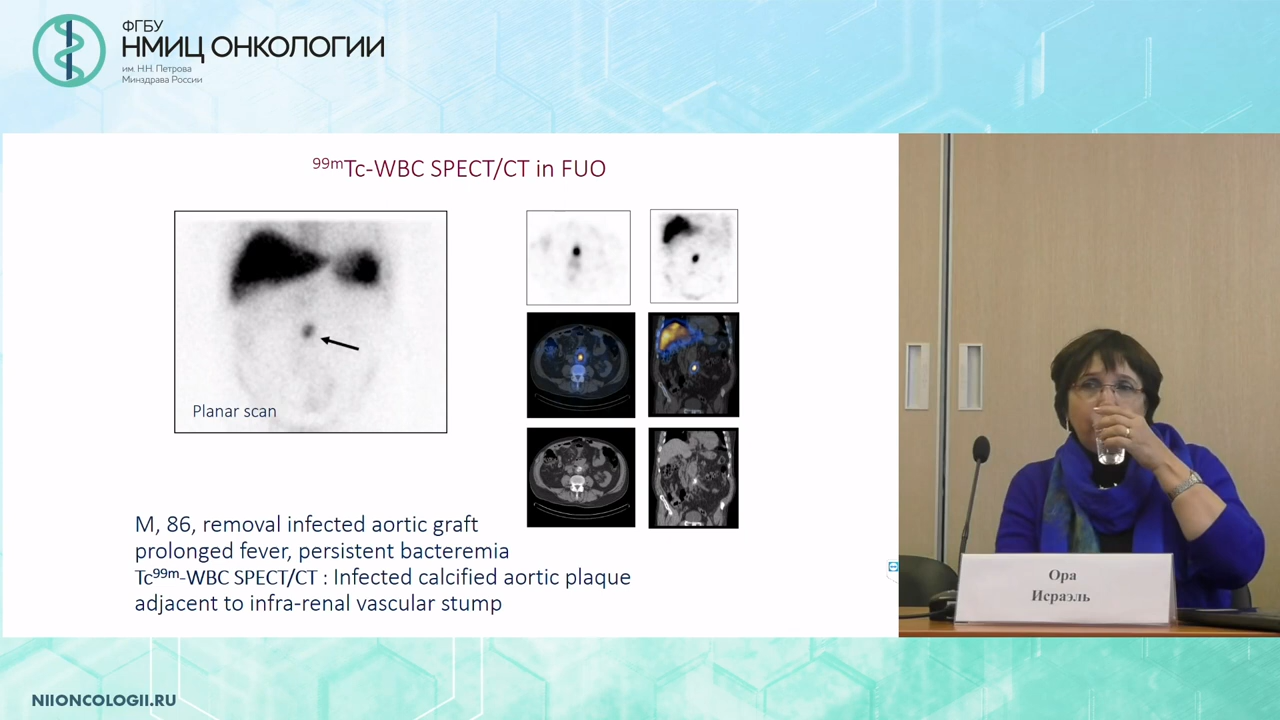 ФГБУ
НМИЦ ОНКОЛОГИИ
им. Н.Н. Петрова
Минздрава России
99mTc-WBC SPECT/CT in FUO
Planar scan
M, 86, removal infected aortic graft
prolonged fever, persistent bacteremia
Tc99m-WBC SPECT/CT : Infected calcified aortic plaque
adjacent to infra-renal vascular stump
Ора
Исраэль
NIIONCOLOGII.RU